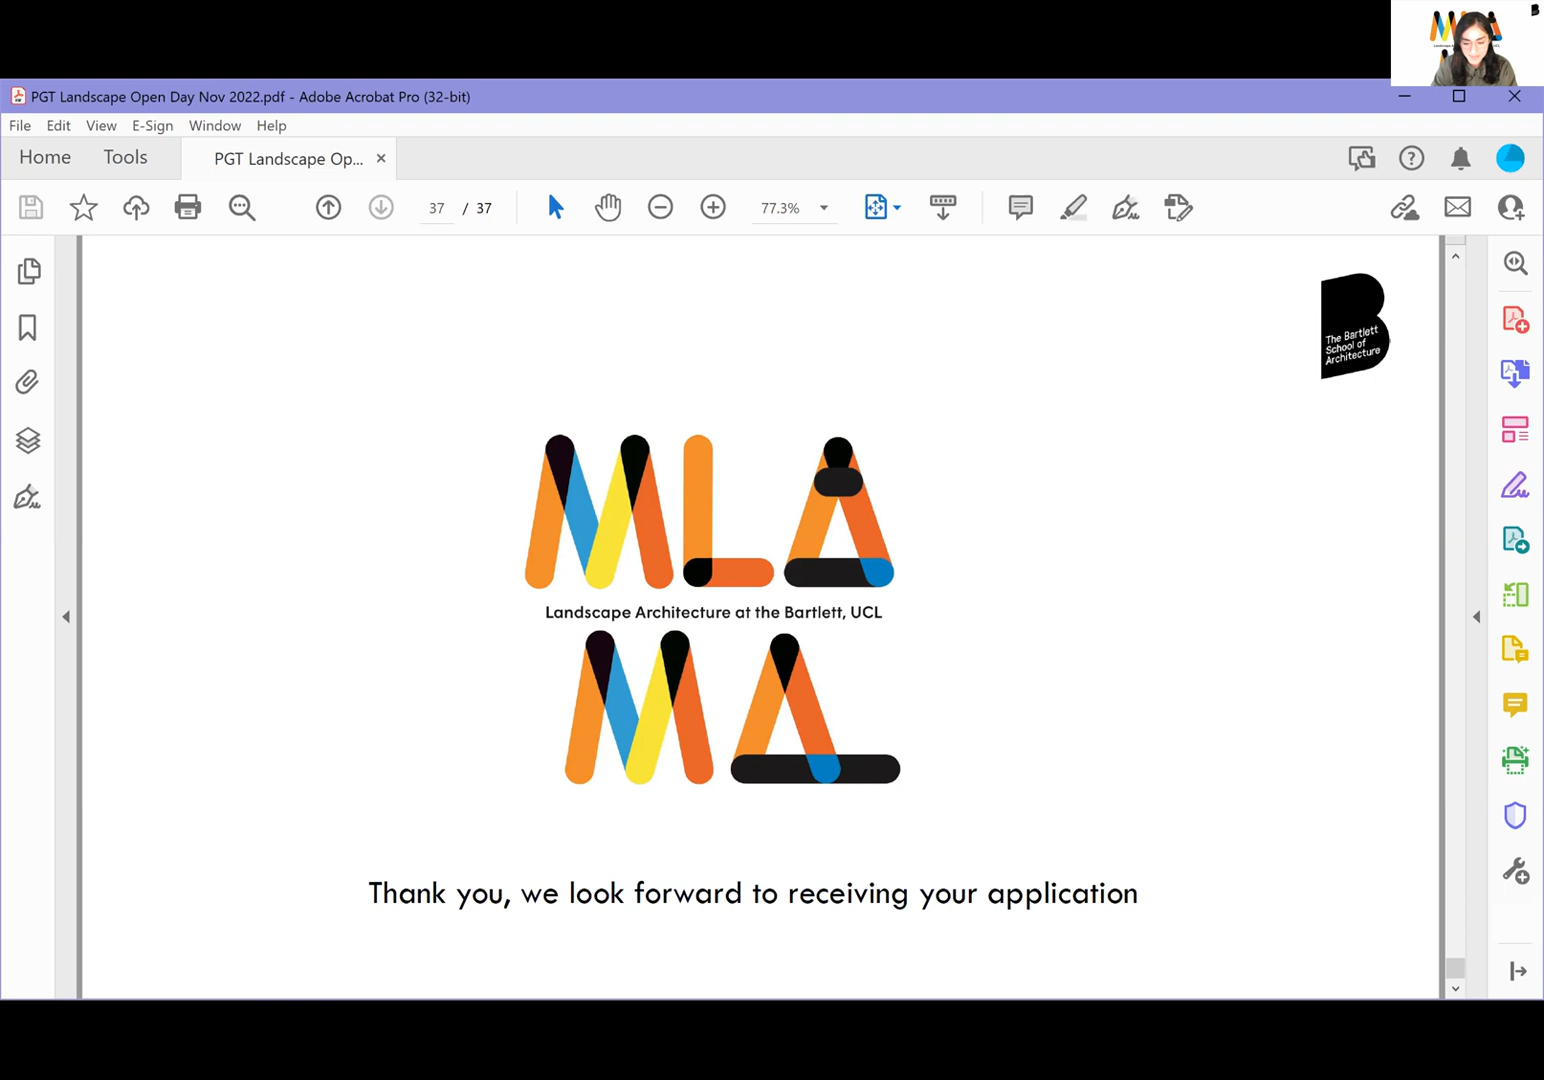 PGT Landscape Open Day Nov 2022.pdf - Adobe Acrobat Pro (32-bit)
File Edit View E-Sign Window Help
Home Tools PGT Landscape Op...
37 / 37 77.3%
The Bartlett
School of
Architecture
MLA
Landscape Architecture at the Bartlett, UCL
MA
Thank you, we look forward to receiving your application